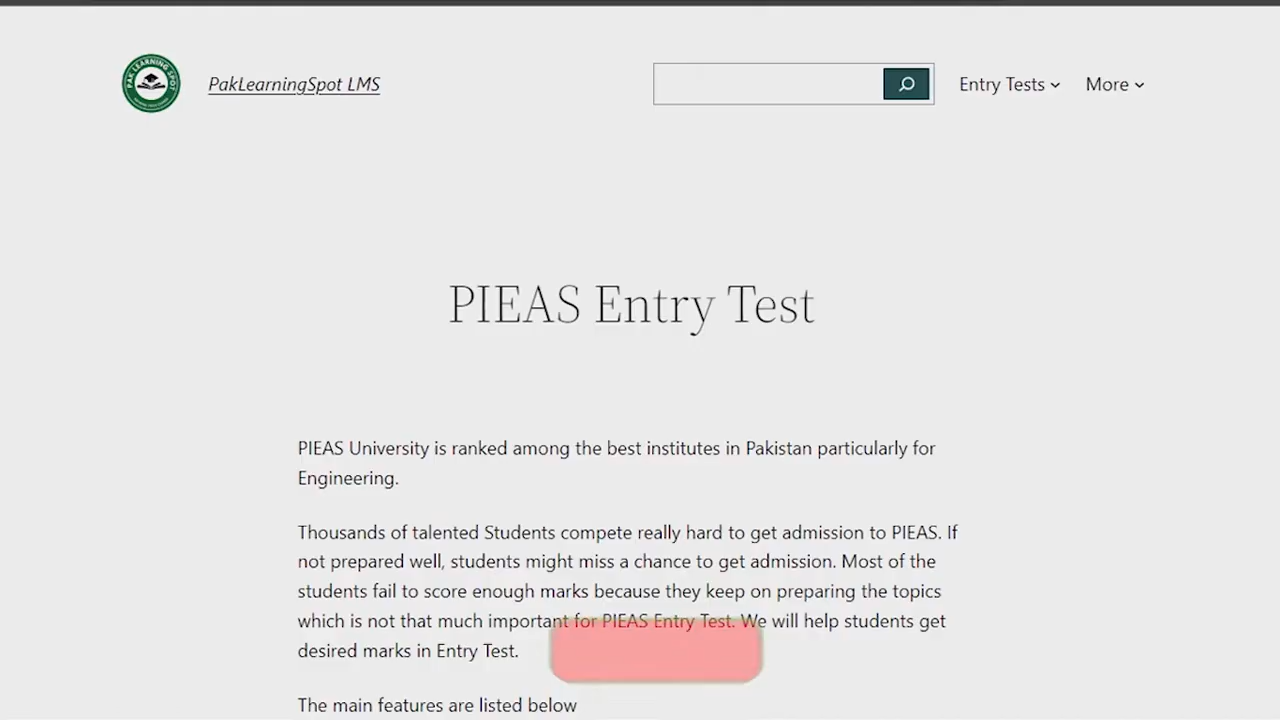 PAK LEARNING SPOT
PakLearningSpot LMS
Entry Tests
More
PIEAS Entry Test
PIEAS University is ranked among the best institutes in Pakistan particularly for
Engineering.
Thousands of talented Students compete really hard to get admission to PIEAS. If
not prepared well, students might miss a chance to get admission. Most of the
students fail to score enough marks because they keep on preparing the topics
which is not that much important for PIEAS Entry Test. We will help students get
desired marks in Entry Test.
The main features are listed below